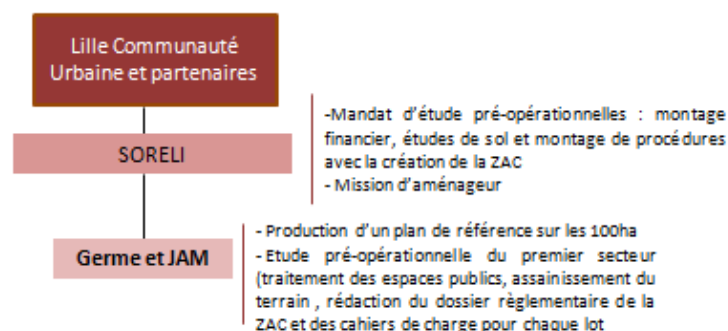 Lille Communauté
Urbaine et partenaires
SORELI
-Mandat d'étude pré-opérationnelles : montage
financier, études de sol et montage de procédures
avec la création de la ZAC
- Mission d'aménageur
Germe et JAM
- Production d'un plan de référence sur les 100ha
- Etude pré-opérationnelle du premier secteur
(traitement des espaces publics, assainissement du
terrain , rédaction du dossier règlementaire de la
ZAC et des cahiers de charge pour chaque lot